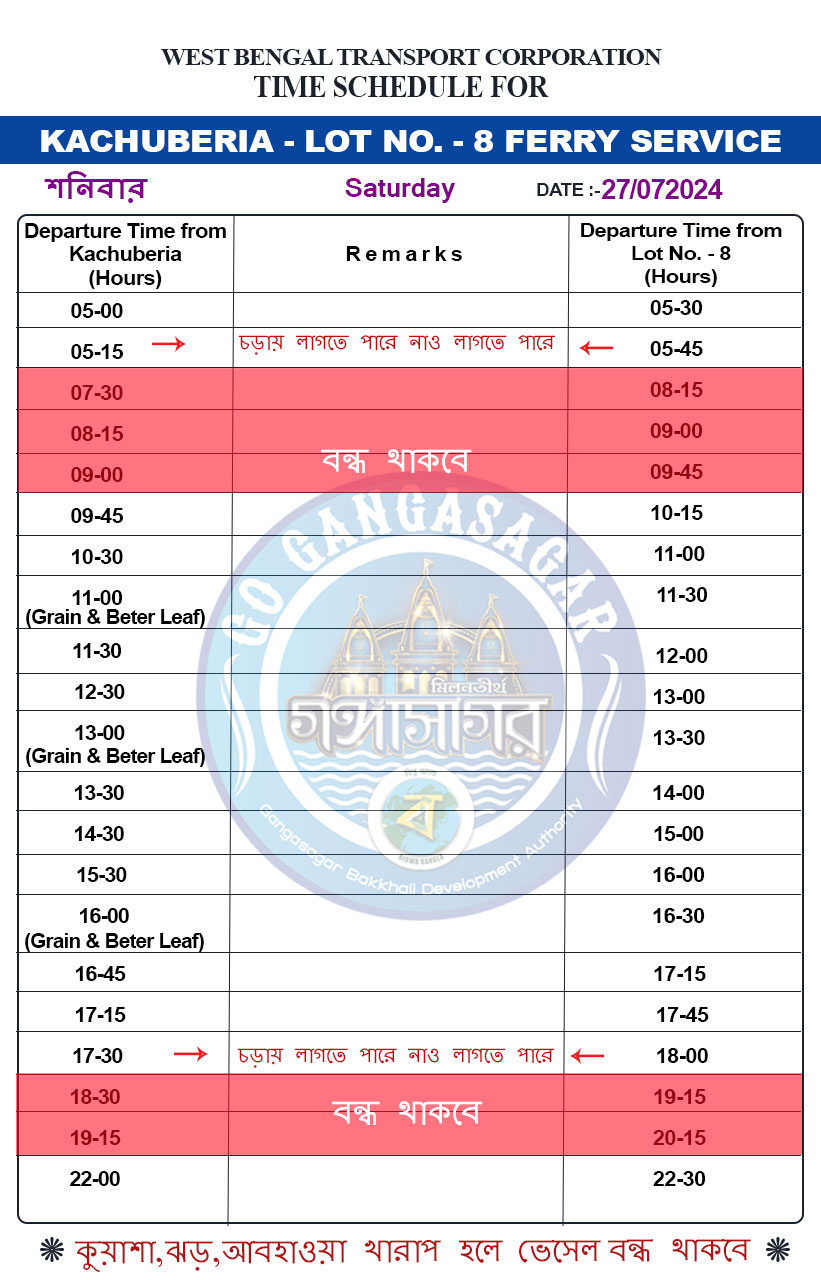 WEST BENGAL TRANSPORT CORPORATION
TIME SCHEDULE FOR
KACHUBERIA - LOT NO. - 8 FERRY SERVICE
শনিবার Saturday DATE :-27/072024
Departure Time from Kachuberia (Hours) Remarks Departure Time from Lot No. - 8 (Hours)
05-00 05-30
05-15 → চড়ায় লাগতে পারে নাও লাগতে পারে ← 05-45
07-30 08-15
08-15 09-00
বন্ধ থাকবে
09-00 09-45
09-45 10-15
10-30 11-00
11-00 11-30
(Grain & Beter Leaf)
11-30 12-00
12-30 13-00
13-00 13-30
(Grain & Beter Leaf)
13-30 14-00
14-30 15-00
15-30 16-00
16-00 16-30
(Grain & Beter Leaf)
16-45 17-15
17-15 17-45
17-30 → চড়ায় লাগতে পারে নাও লাগতে পারে ← 18-00
18-30 19-15
বন্ধ থাকবে
19-15 20-15
22-00 22-30
GO GANGASAGAR
মিলনতীর্থ
গঙ্গাসাগর
ব
BISWA BANGLA
Gangasagar Bakkhali Development Authority
কুয়াশা,ঝড়,আবহাওয়া খারাপ হলে ভেসেল বন্ধ থাকবে